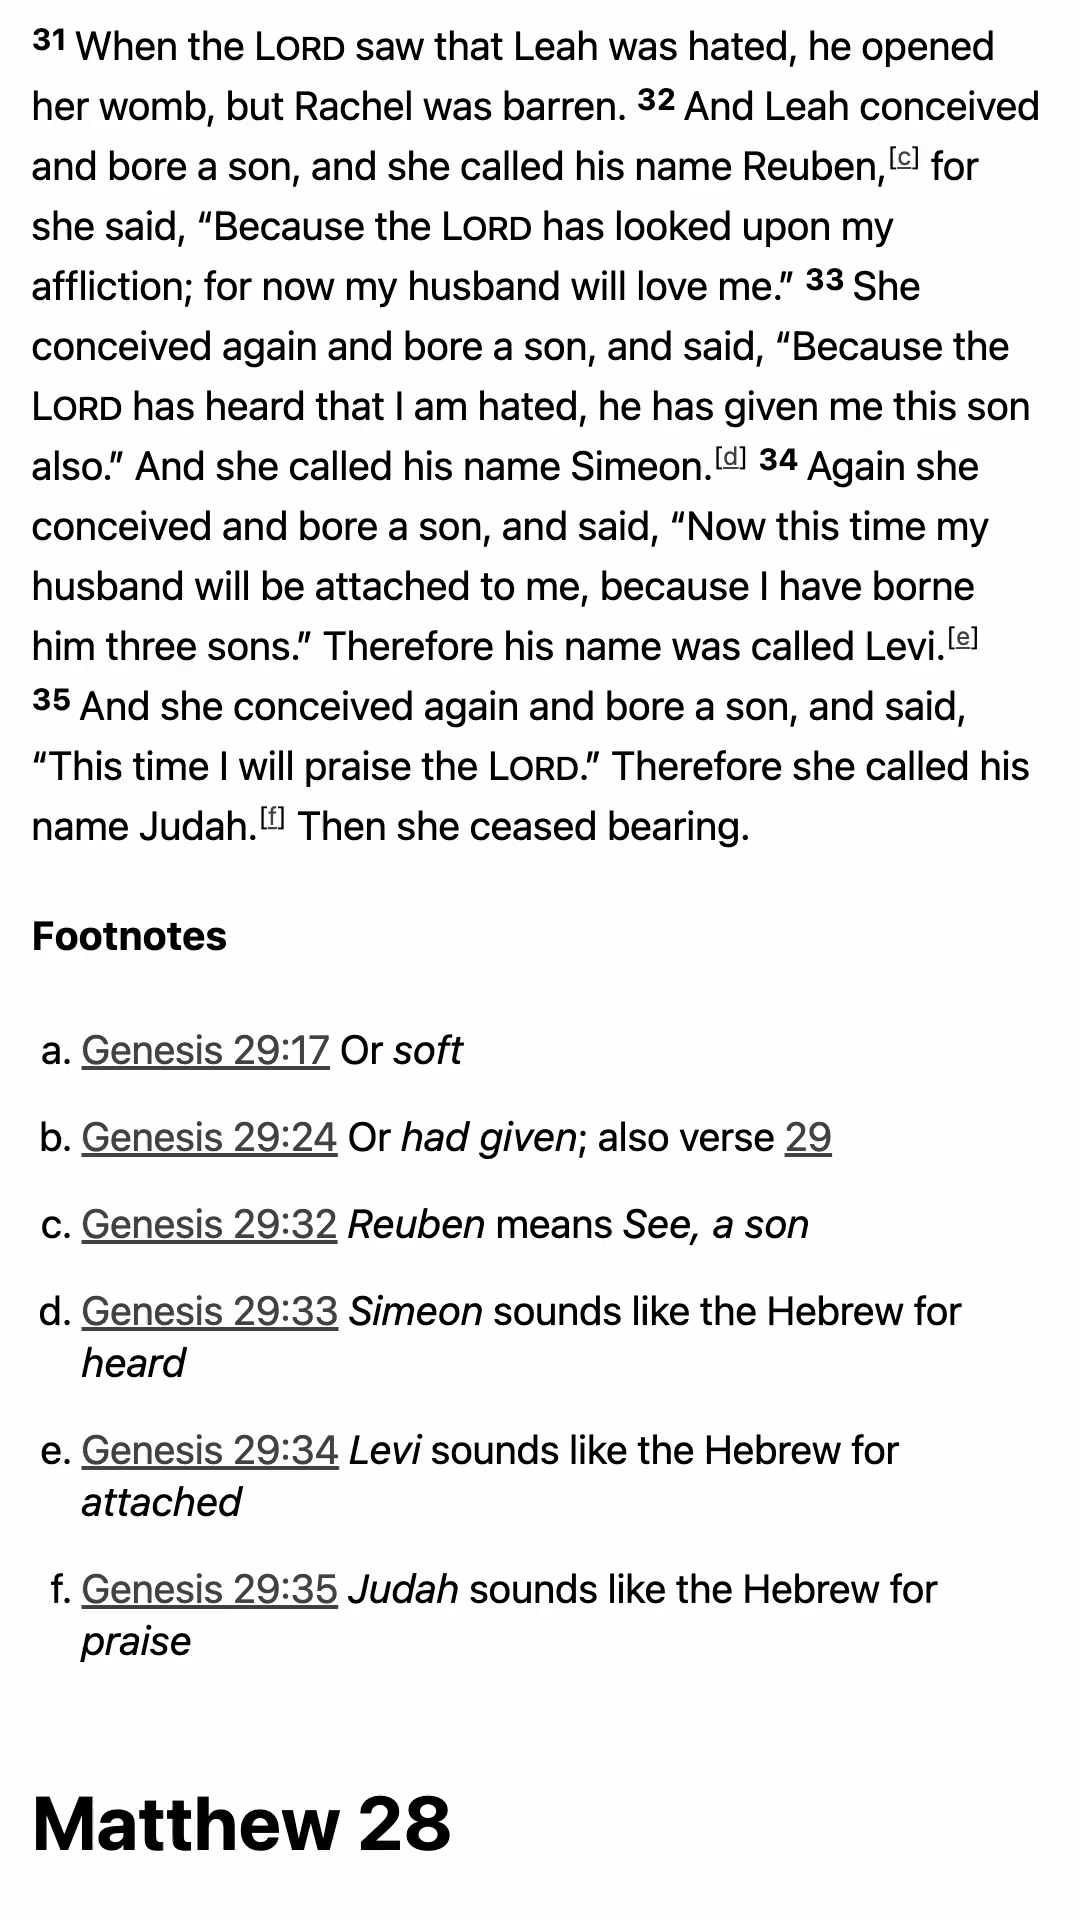 31 When the LORD saw that Leah was hated, he opened
her womb, but Rachel was barren. 32 And Leah conceived
and bore a son, and she called his name Reuben,[c] for
she said, “Because the LORD has looked upon my
affliction; for now my husband will love me.” 33 She
conceived again and bore a son, and said, “Because the
LORD has heard that I am hated, he has given me this son
also.” And she called his name Simeon.[d] 34 Again she
conceived and bore a son, and said, “Now this time my
husband will be attached to me, because I have borne
him three sons.” Therefore his name was called Levi.[e]
35 And she conceived again and bore a son, and said,
“This time I will praise the LORD.” Therefore she called his
name Judah.[f] Then she ceased bearing.
Footnotes
a. Genesis 29:17 Or soft
b. Genesis 29:24 Or had given; also verse 29
c. Genesis 29:32 Reuben means See, a son
d. Genesis 29:33 Simeon sounds like the Hebrew for
heard
e. Genesis 29:34 Levi sounds like the Hebrew for
attached
f. Genesis 29:35 Judah sounds like the Hebrew for
praise
Matthew 28